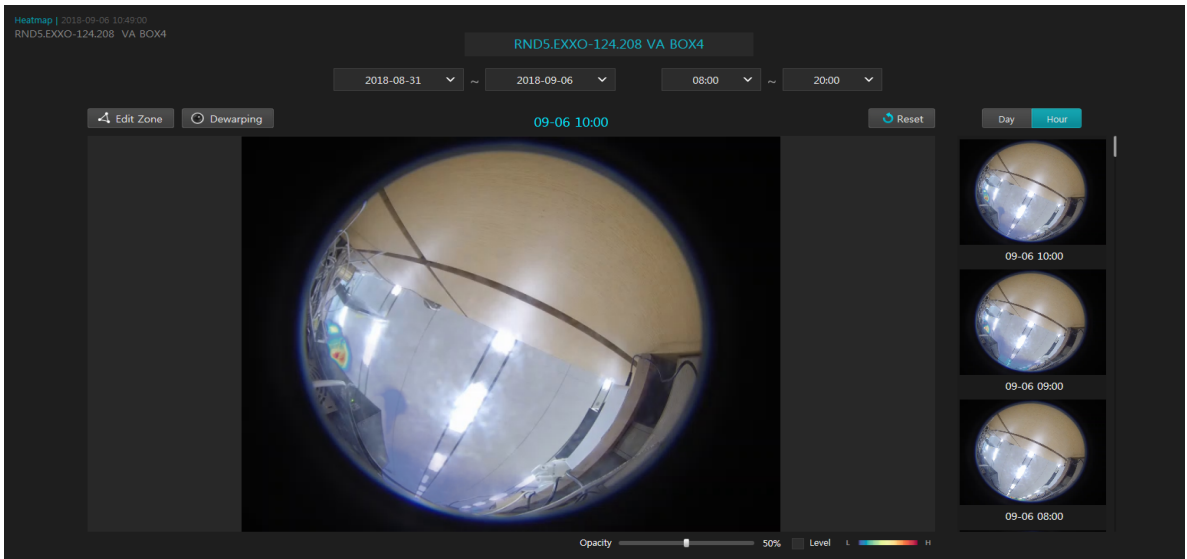 Heatmap | 2018-09-06 10:49:00
RND5.EXXO-124.208 VA BOX4
RND5.EXXO-124.208 VA BOX4
2018-08-31 ~ 2018-09-06 08:00 ~ 20:00
Edit Zone Dewarping 09-06 10:00 Reset Day Hour
09-06 10:00
09-06 09:00
09-06 08:00
Opacity 50% Level L H